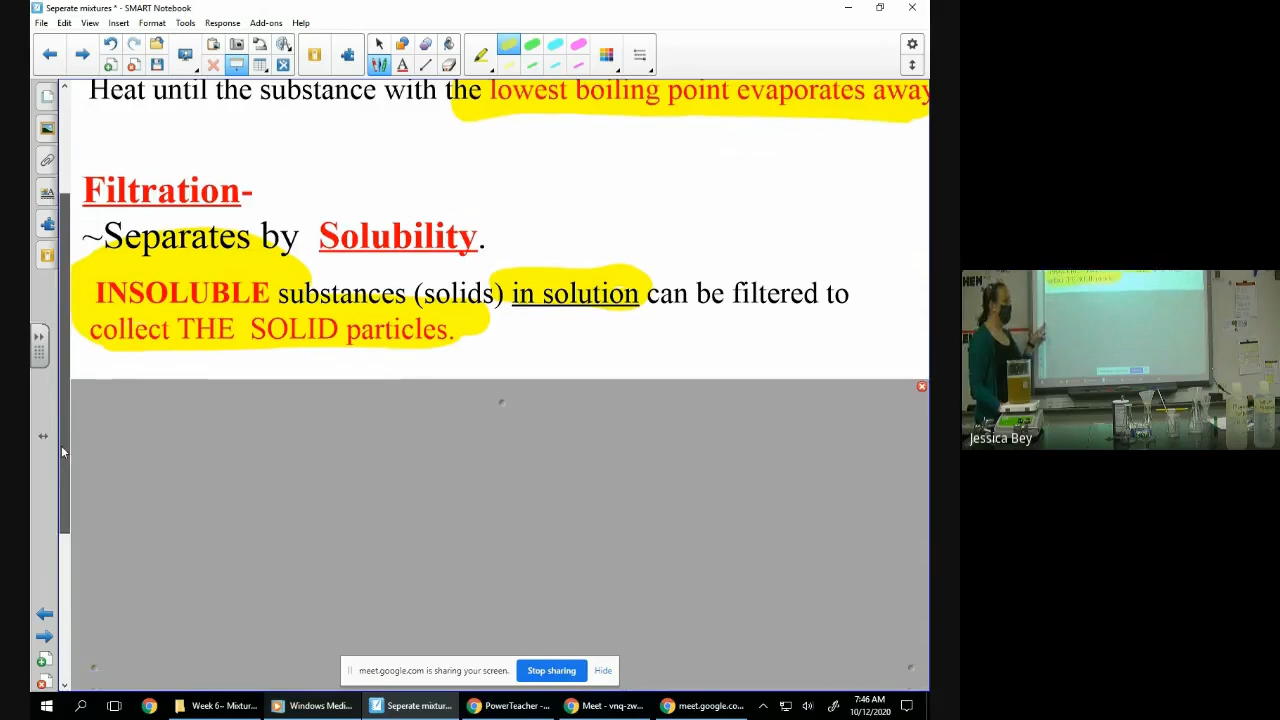 Seperate mixtures * - SMART Notebook
File Edit View Insert Format Tools Response Add-ons Help
Heat until the substance with the lowest boiling point evaporates away
Filtration-
~Separates by Solubility.
INSOLUBLE substances (solids) in solution can be filtered to
collect THE SOLID particles.
Jessica Bey
meet.google.com is sharing your screen. Stop sharing Hide
Week 6~ Mixtur... Windows Medi... Seperate mixtur... PowerTeacher -... Meet - vnq-zw... meet.google.co...
7:46 AM
10/12/2020